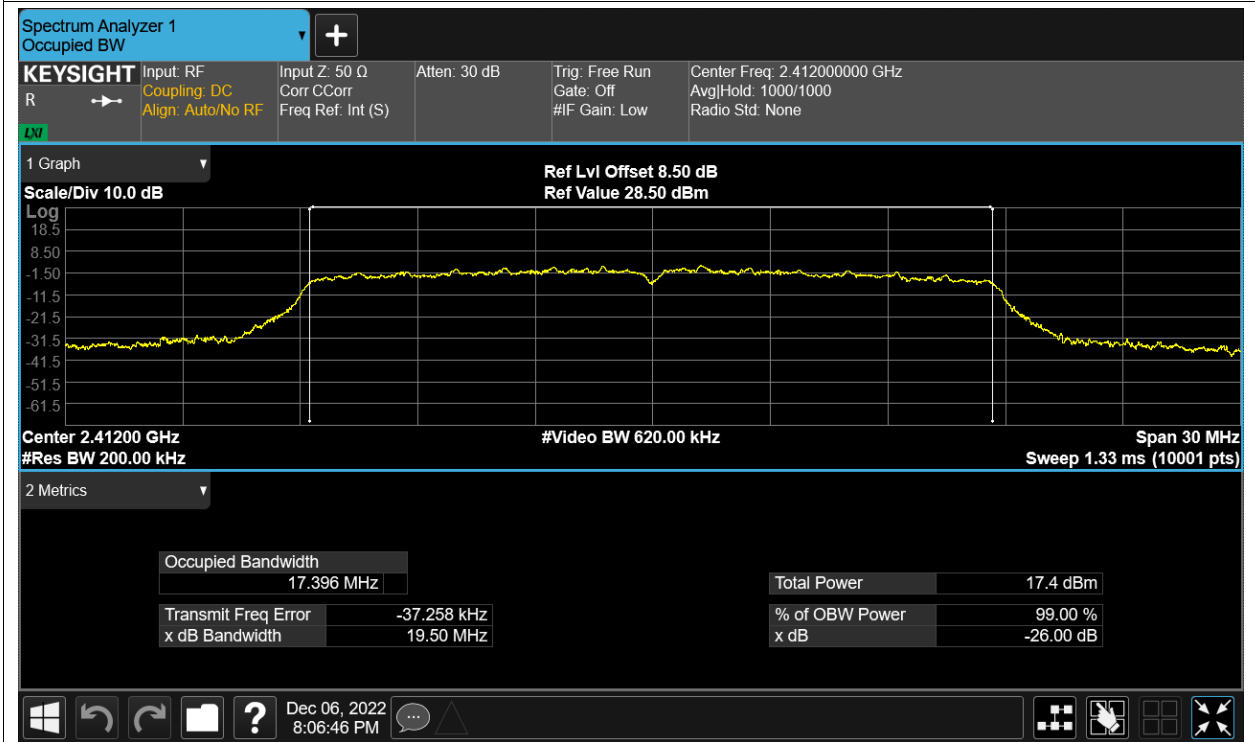 Spectrum Analyzer 1
Occupied BW
KEYSIGHT
R
LXI
Input: RF
Coupling: DC
Align: Auto/No RF
Input Z: 50 Ω
Corr CCorr
Freq Ref: Int (S)
Atten: 30 dB
Trig: Free Run
Gate: Off
#IF Gain: Low
Center Freq: 2.412000000 GHz
Avg|Hold: 1000/1000
Radio Std: None
1 Graph
Scale/Div 10.0 dB
Ref Lvl Offset 8.50 dB
Ref Value 28.50 dBm
Log
18.5
8.50
-1.50
-11.5
-21.5
-31.5
-41.5
-51.5
-61.5
Center 2.41200 GHz
#Video BW 620.00 kHz
Span 30 MHz
#Res BW 200.00 kHz
Sweep 1.33 ms (10001 pts)
2 Metrics
Occupied Bandwidth
17.396 MHz
Total Power 17.4 dBm
Transmit Freq Error -37.258 kHz
% of OBW Power 99.00 %
x dB Bandwidth 19.50 MHz
x dB -26.00 dB
?
Dec 06, 2022
8:06:46 PM